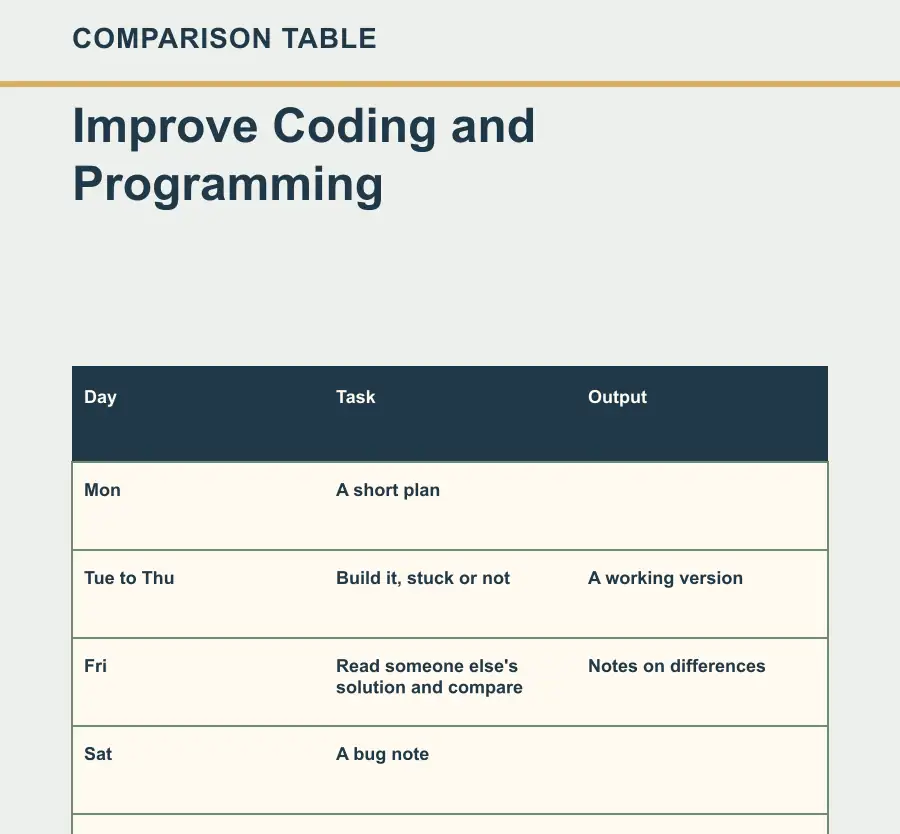 COMPARISON TABLE
Improve Coding and
Programming
Day Task Output
Mon A short plan
Tue to Thu Build it, stuck or not A working version
Fri Read someone else's Notes on differences
solution and compare
Sat A bug note